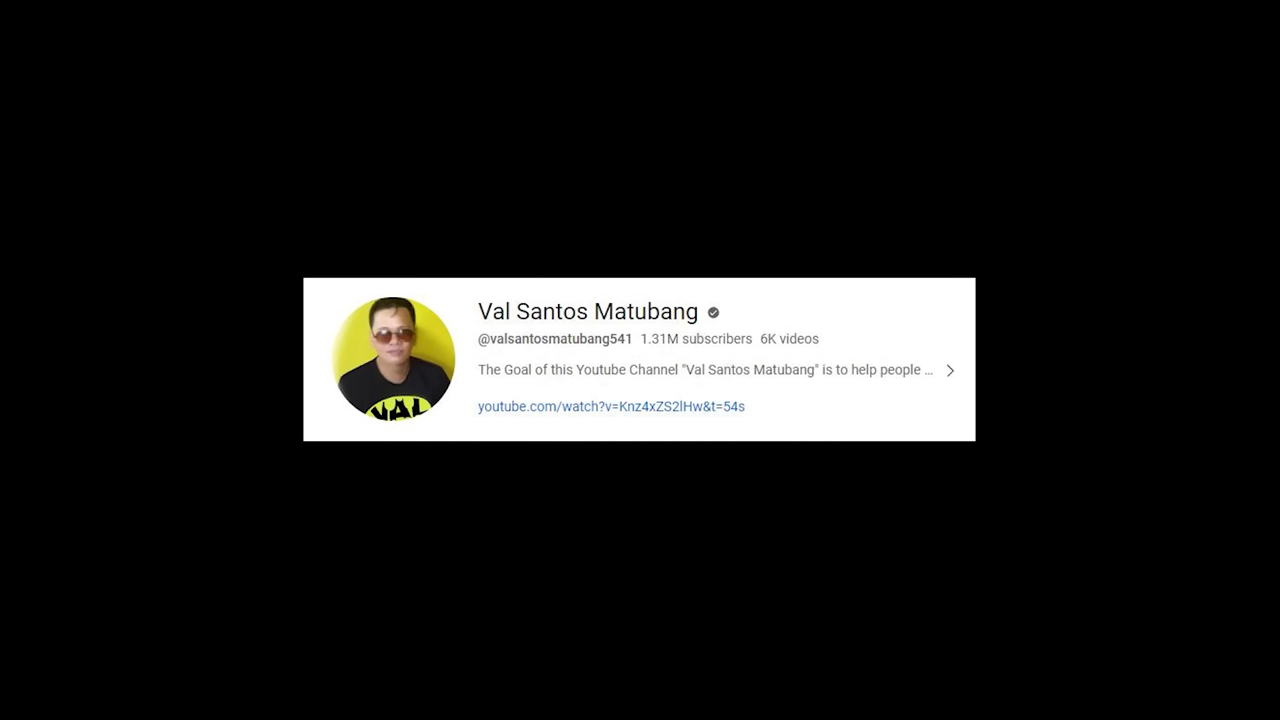 Val Santos Matubang
@valsantosmatubang541 1.31M subscribers 6K videos
The Goal of this Youtube Channel "Val Santos Matubang" is to help people ...
youtube.com/watch?v=Knz4xZS2lHw&t=54s
VAL